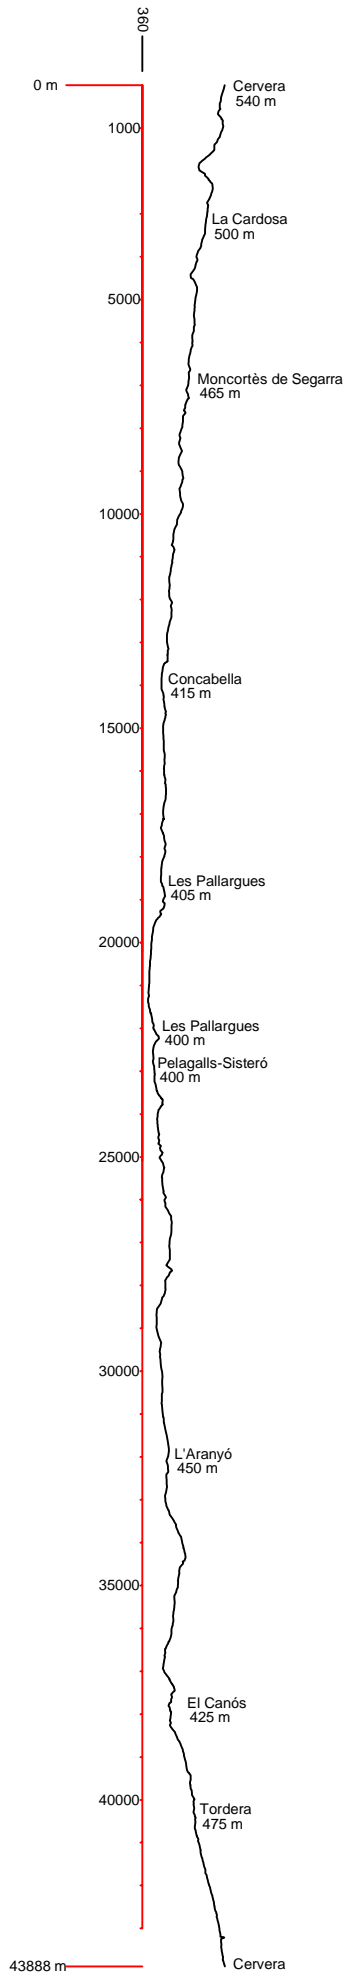 360
0 m
Cervera
540 m
1000
La Cardosa
500 m
5000
Moncortès de Segarra
465 m
10000
Concabella
415 m
15000
Les Pallargues
405 m
20000
Les Pallargues
400 m
Pelagalls-Sisteró
400 m
25000
30000
L'Aranyó
450 m
35000
El Canós
425 m
40000
Tordera
475 m
43888 m
Cervera